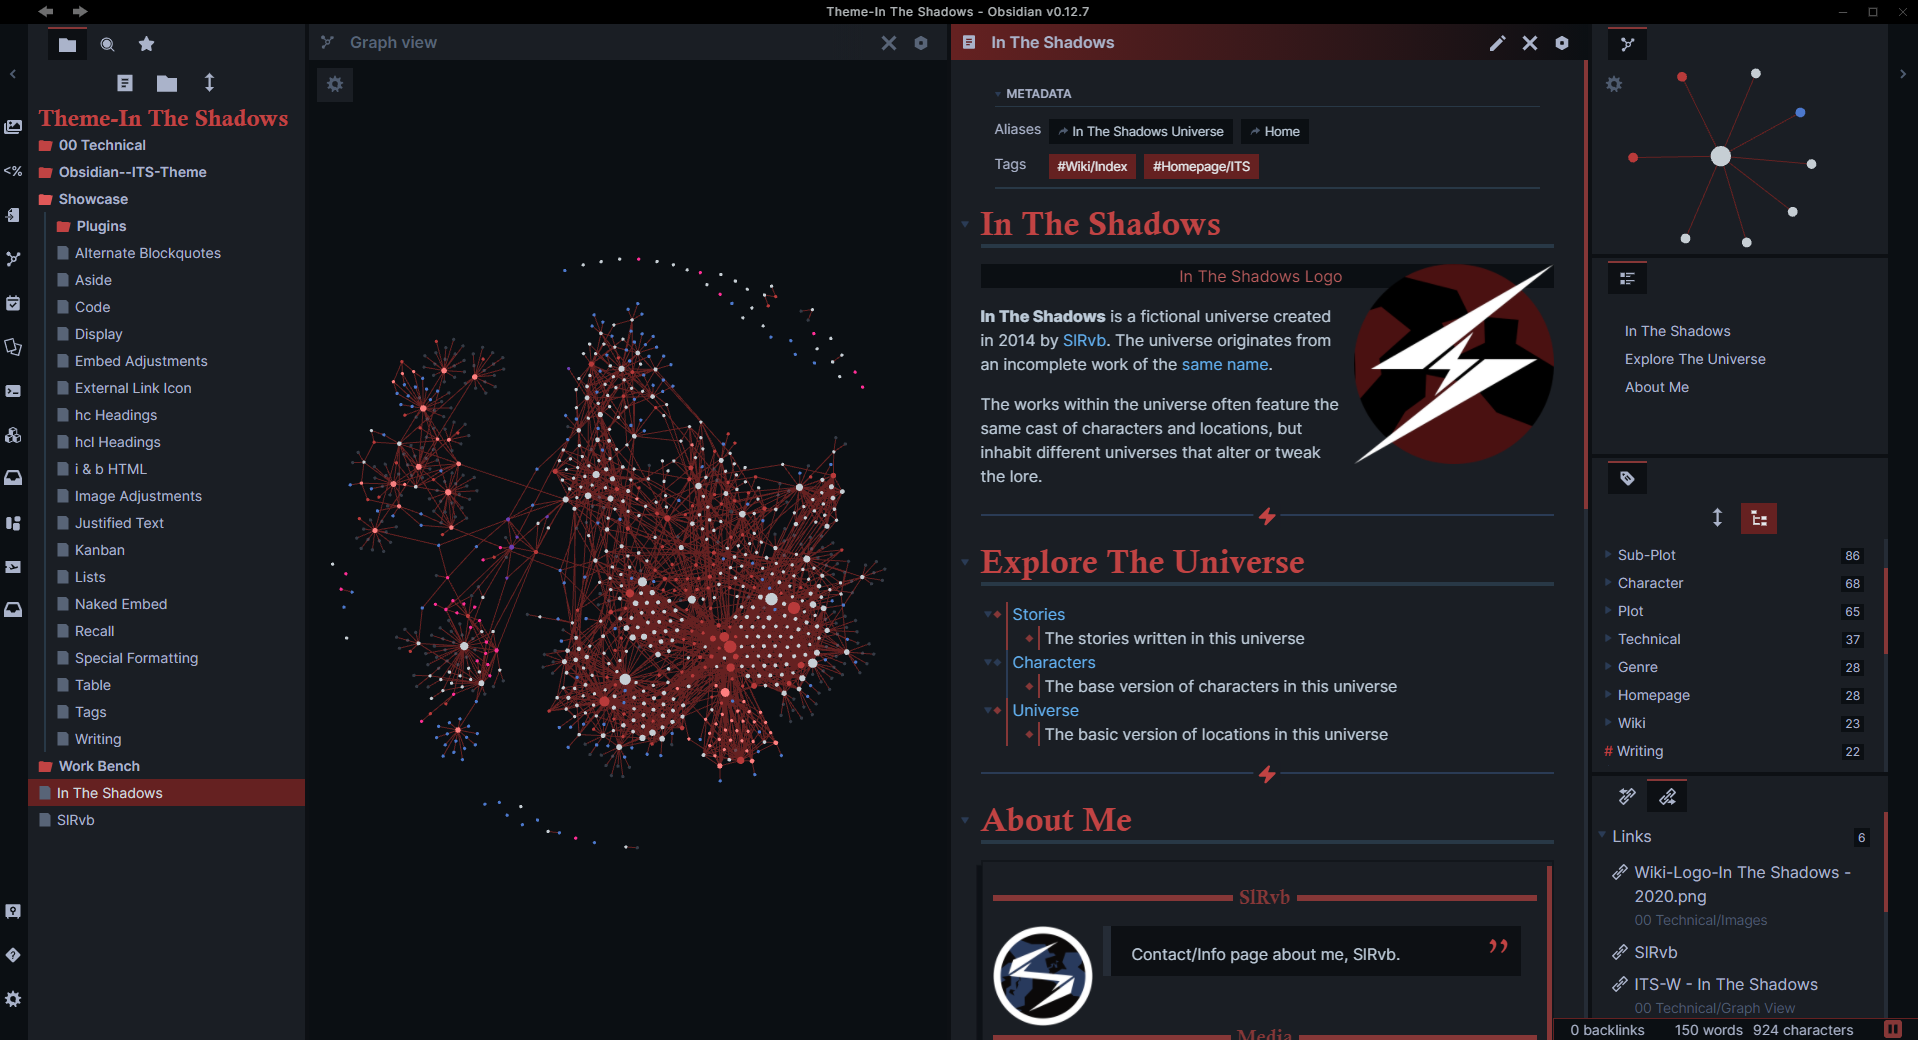 Theme-In The Shadows - Obsidian v0.12.7
Theme-In The Shadows
00 Technical
Obsidian--ITS-Theme
Showcase
Plugins
Alternate Blockquotes
Aside
Code
Display
Embed Adjustments
External Link Icon
hc Headings
hcl Headings
i & b HTML
Image Adjustments
Justified Text
Kanban
Lists
Naked Embed
Recall
Special Formatting
Table
Tags
Writing
Work Bench
In The Shadows
SlRvb
<%
Graph view
In The Shadows
METADATA
Aliases In The Shadows Universe Home
Tags #Wiki/Index #Homepage/ITS
In The Shadows
In The Shadows Logo
In The Shadows is a fictional universe created
in 2014 by SlRvb. The universe originates from
an incomplete work of the same name.
The works within the universe often feature the
same cast of characters and locations, but
inhabit different universes that alter or tweak
the lore.
Explore The Universe
Stories
The stories written in this universe
Characters
The base version of characters in this universe
Universe
The basic version of locations in this universe
About Me
SlRvb
Contact/Info page about me, SlRvb.
Media
In The Shadows
Explore The Universe
About Me
Sub-Plot 86
Character 68
Plot 65
Technical 37
Genre 28
Homepage 28
Wiki 23
# Writing 22
Links 6
Wiki-Logo-In The Shadows -
2020.png
00 Technical/Images
SlRvb
ITS-W - In The Shadows
00 Technical/Graph View
0 backlinks 150 words 924 characters